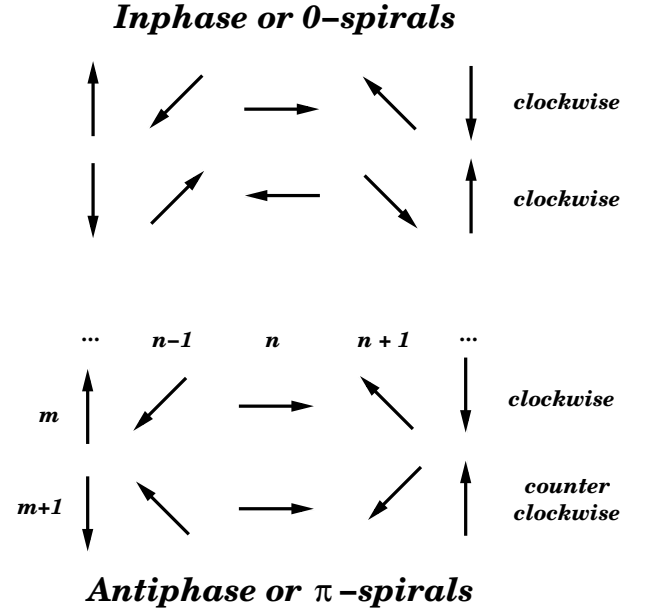 Inphase or 0-spirals
clockwise
clockwise
... n-1 n n + 1 ...
m clockwise
m+1 counter
clockwise
Antiphase or π-spirals